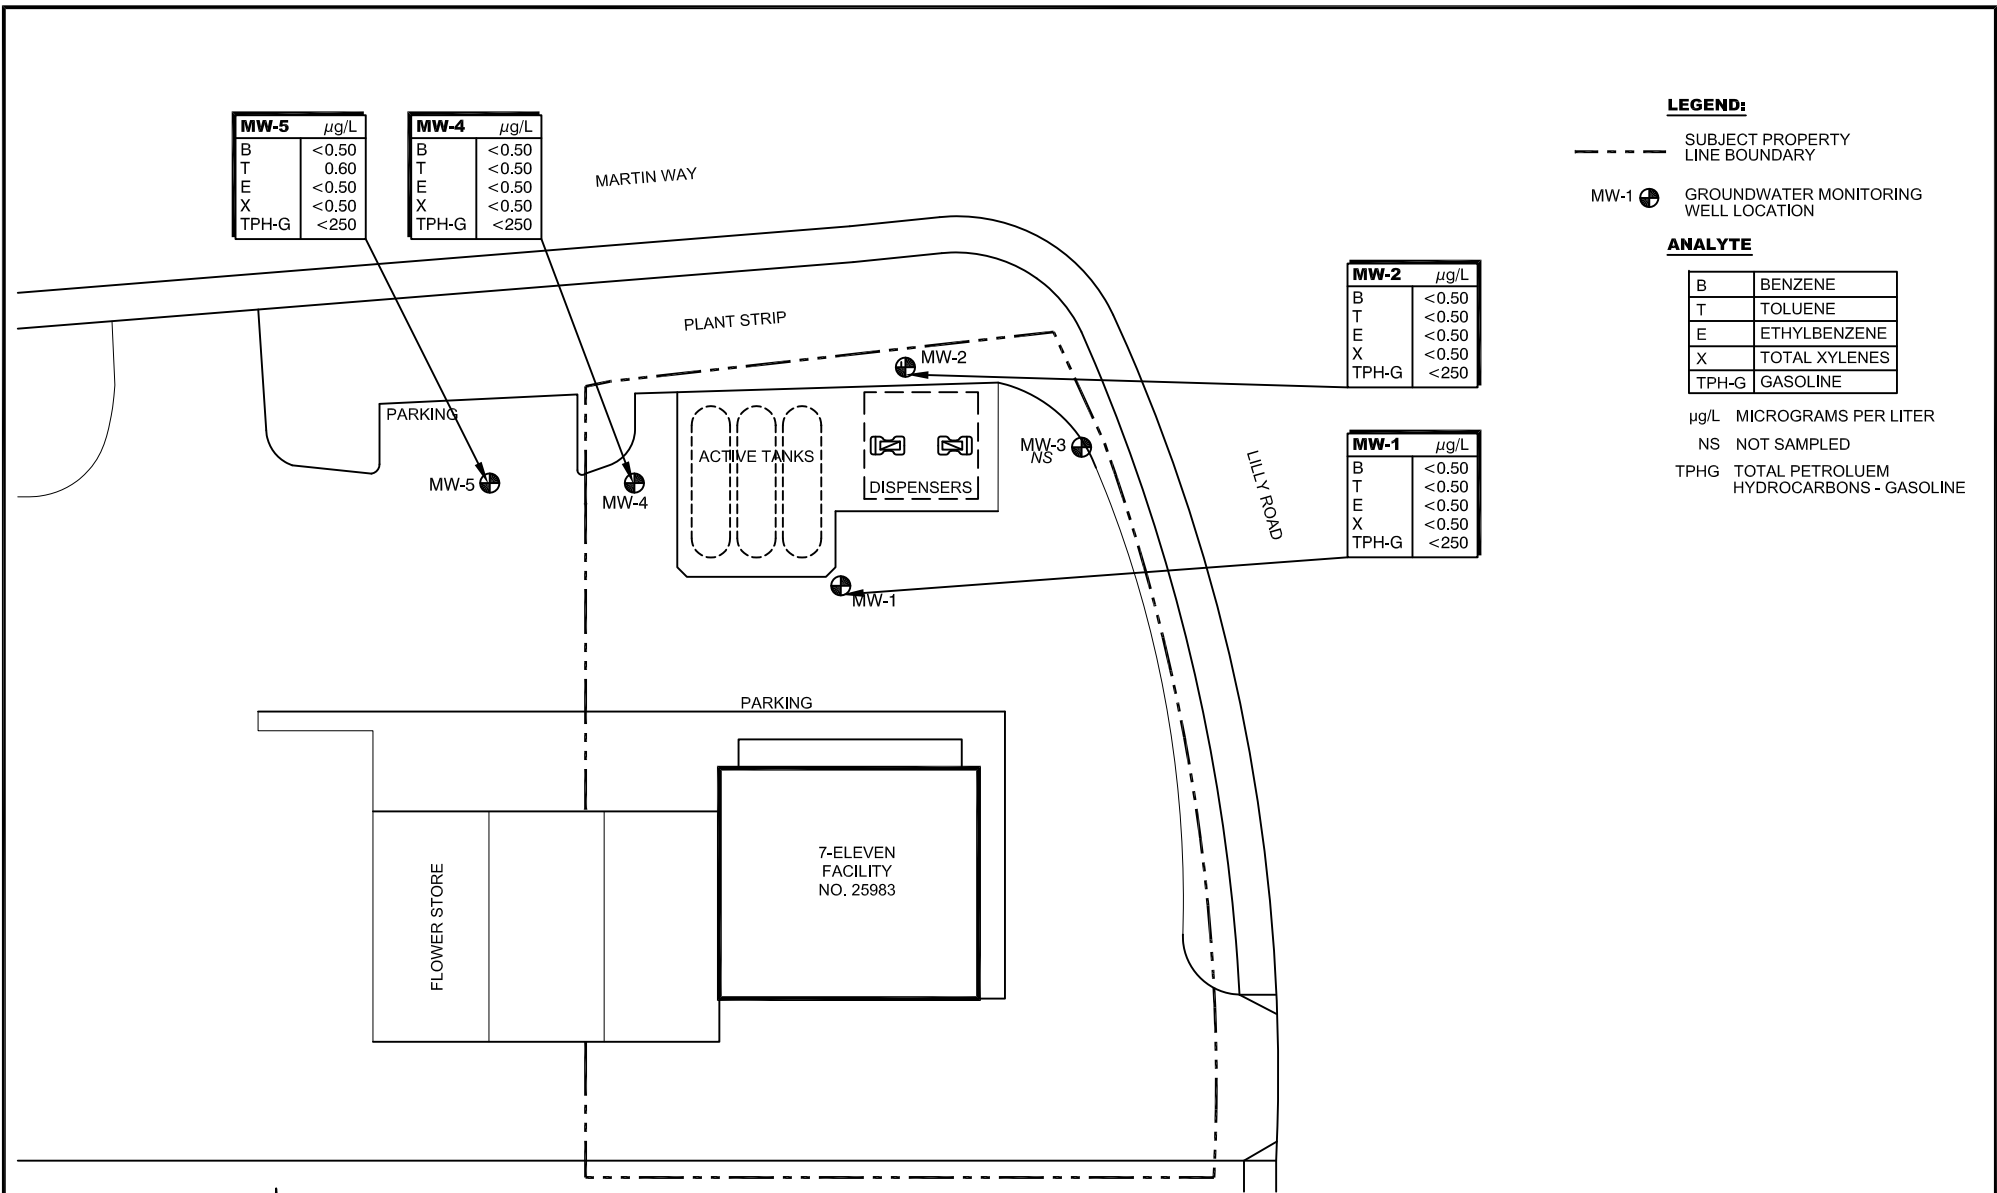 MW-5 µg/L
B <0.50
T 0.60
E <0.50
X <0.50
TPH-G <250
MW-4 µg/L
B <0.50
T <0.50
E <0.50
X <0.50
TPH-G <250
MARTIN WAY
LEGEND:
SUBJECT PROPERTY
LINE BOUNDARY
MW-1 GROUNDWATER MONITORING
WELL LOCATION
ANALYTE
B BENZENE
T TOLUENE
E ETHYLBENZENE
X TOTAL XYLENES
TPH-G GASOLINE
µg/L MICROGRAMS PER LITER
NS NOT SAMPLED
TPHG TOTAL PETROLUEM
HYDROCARBONS - GASOLINE
MW-2 µg/L
B <0.50
T <0.50
E <0.50
X <0.50
TPH-G <250
MW-1 µg/L
B <0.50
T <0.50
E <0.50
X <0.50
TPH-G <250
PLANT STRIP
MW-2
PARKING
MW-3
NS
ACTIVE TANKS
DISPENSERS
LILLY ROAD
MW-5
MW-4
MW-1
PARKING
7-ELEVEN
FACILITY
NO. 25983
FLOWER STORE